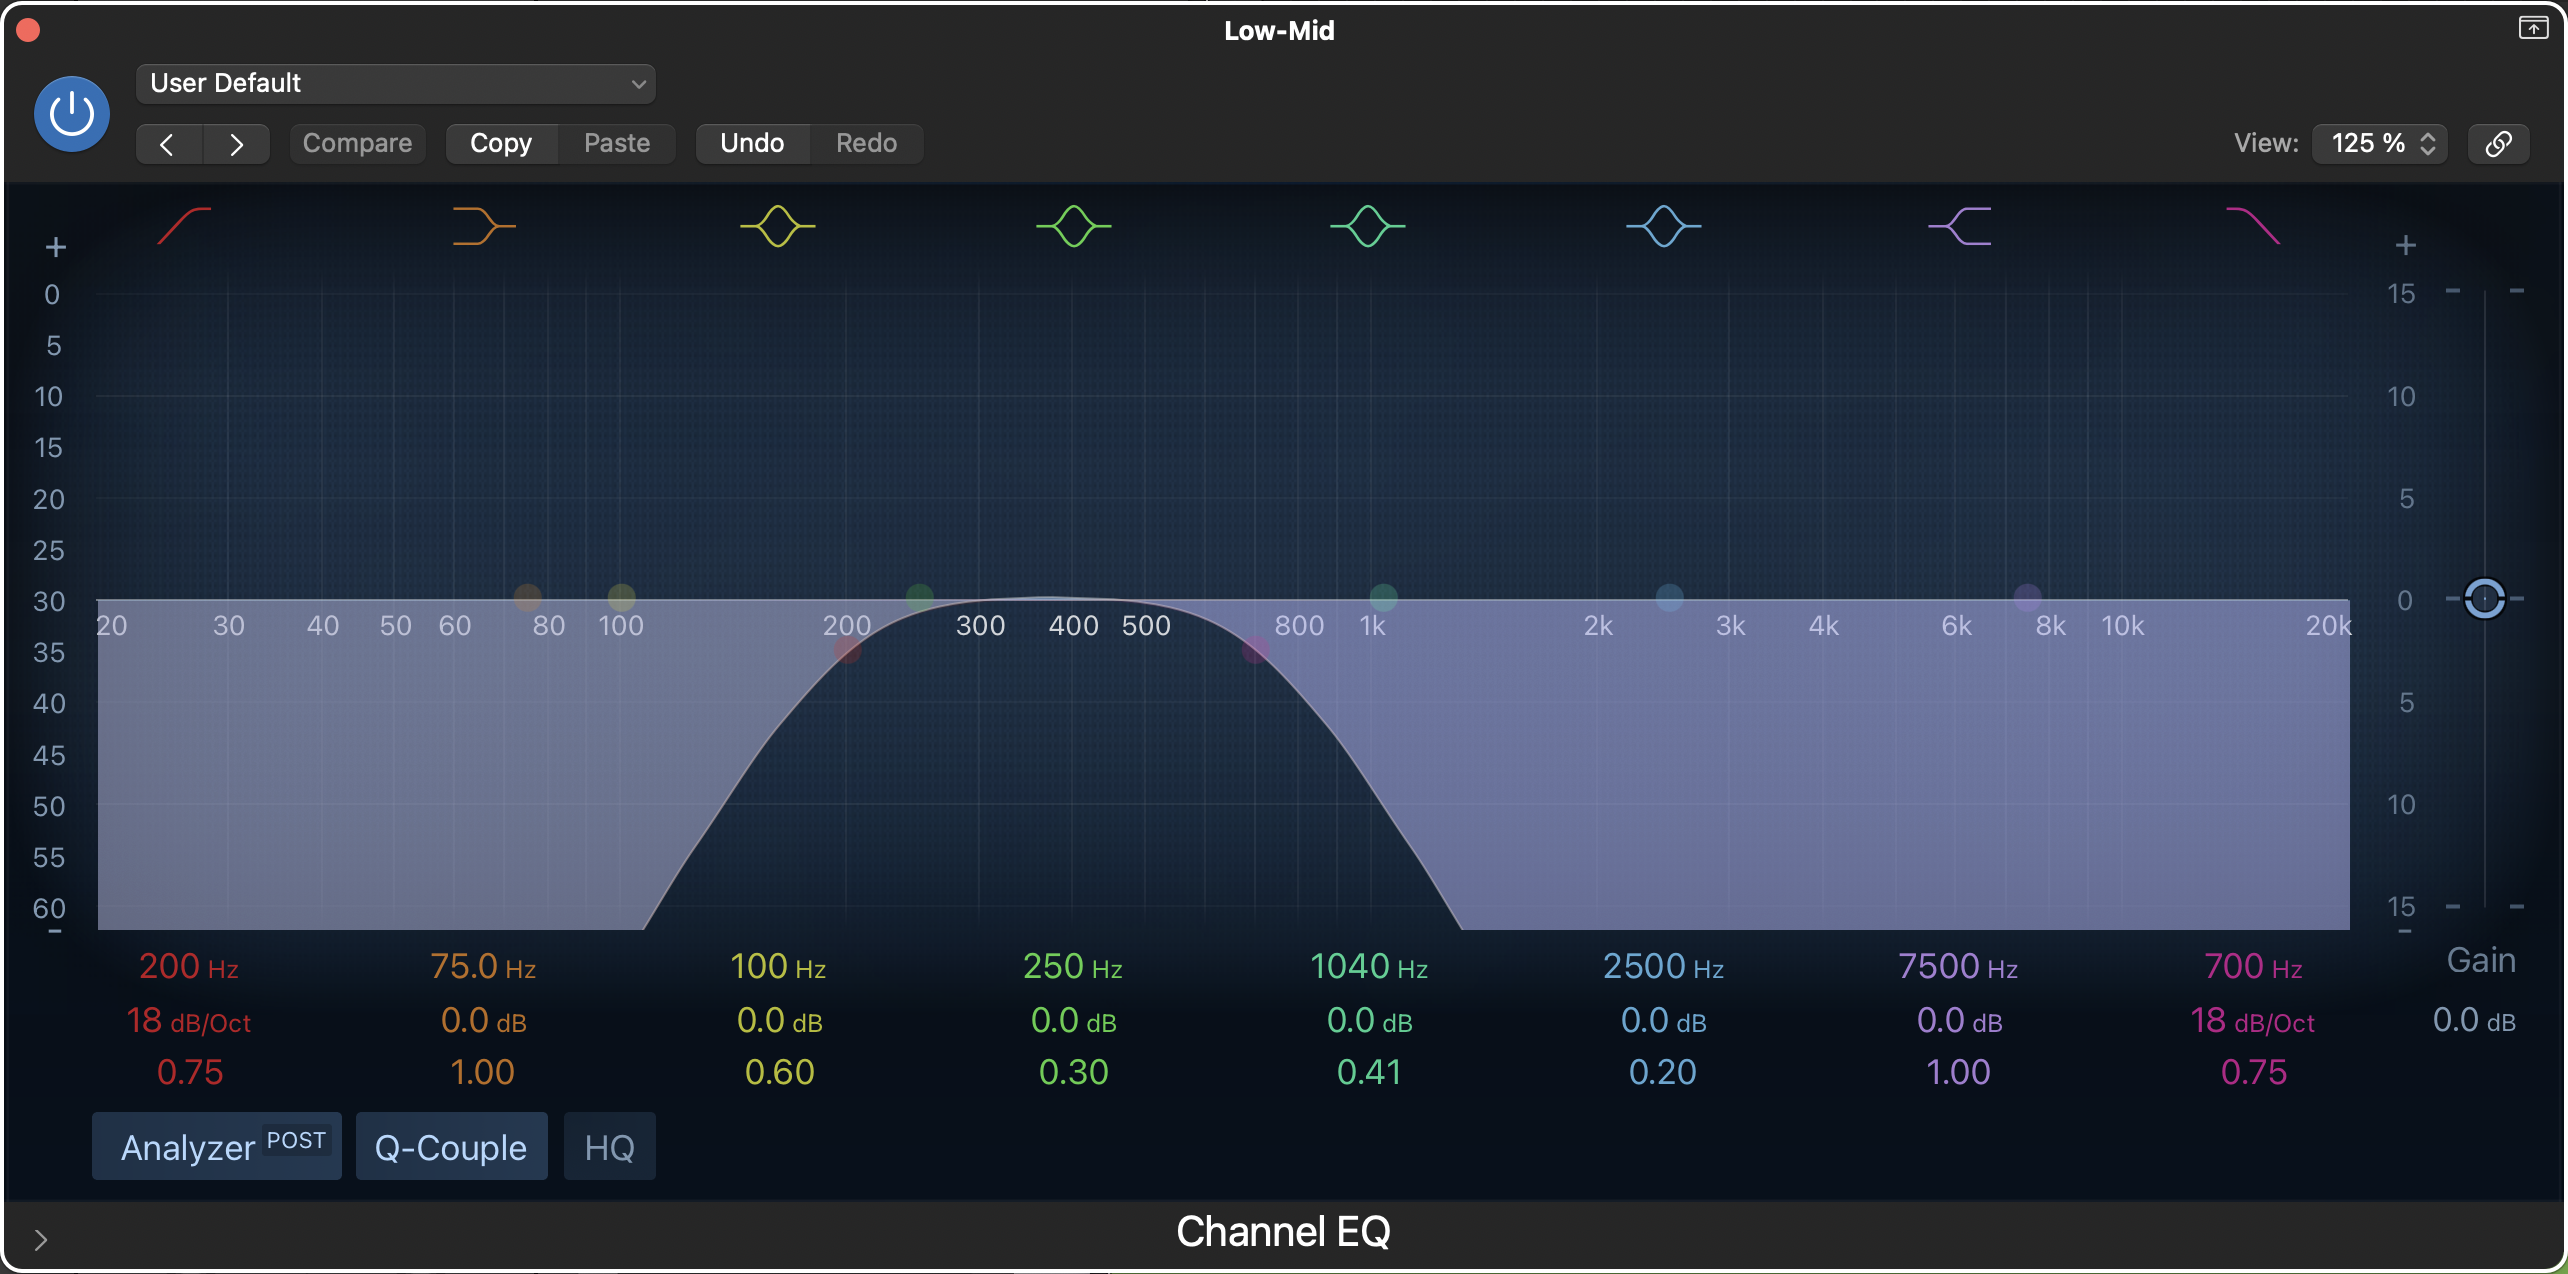 Low-Mid
User Default
Compare Copy Paste Undo Redo View: 125 %
+ +
0 15
5
10 10
15
20 5
25
30 0
20 30 40 50 60 80 100 200 300 400 500 800 1k 2k 3k 4k 6k 8k 10k 20k
35
40 5
45
50 10
55
60 15
- -
200 Hz 75.0 Hz 100 Hz 250 Hz 1040 Hz 2500 Hz 7500 Hz 700 Hz Gain
18 dB/Oct 0.0 dB 0.0 dB 0.0 dB 0.0 dB 0.0 dB 0.0 dB 18 dB/Oct 0.0 dB
0.75 1.00 0.60 0.30 0.41 0.20 1.00 0.75
Analyzer POST Q-Couple HQ
Channel EQ